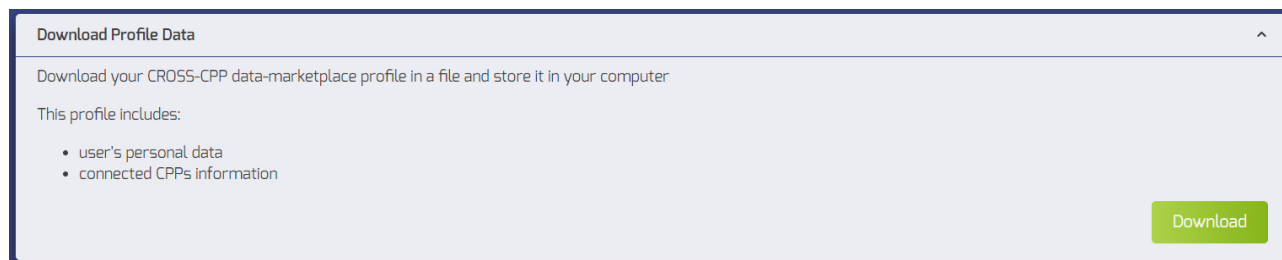 Download Profile Data
Download your CROSS-CPP data-marketplace profile in a file and store it in your computer
This profile includes:
• user's personal data
• connected CPPs information
Download